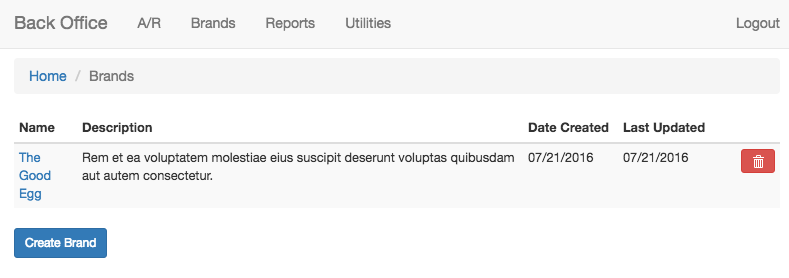 Back Office A/R Brands Reports Utilities Logout
Home / Brands
Name Description Date Created Last Updated
The Rem et ea voluptatem molestiae eius suscipit deserunt voluptas quibusdam 07/21/2016 07/21/2016
Good aut autem consectetur.
Egg
Create Brand